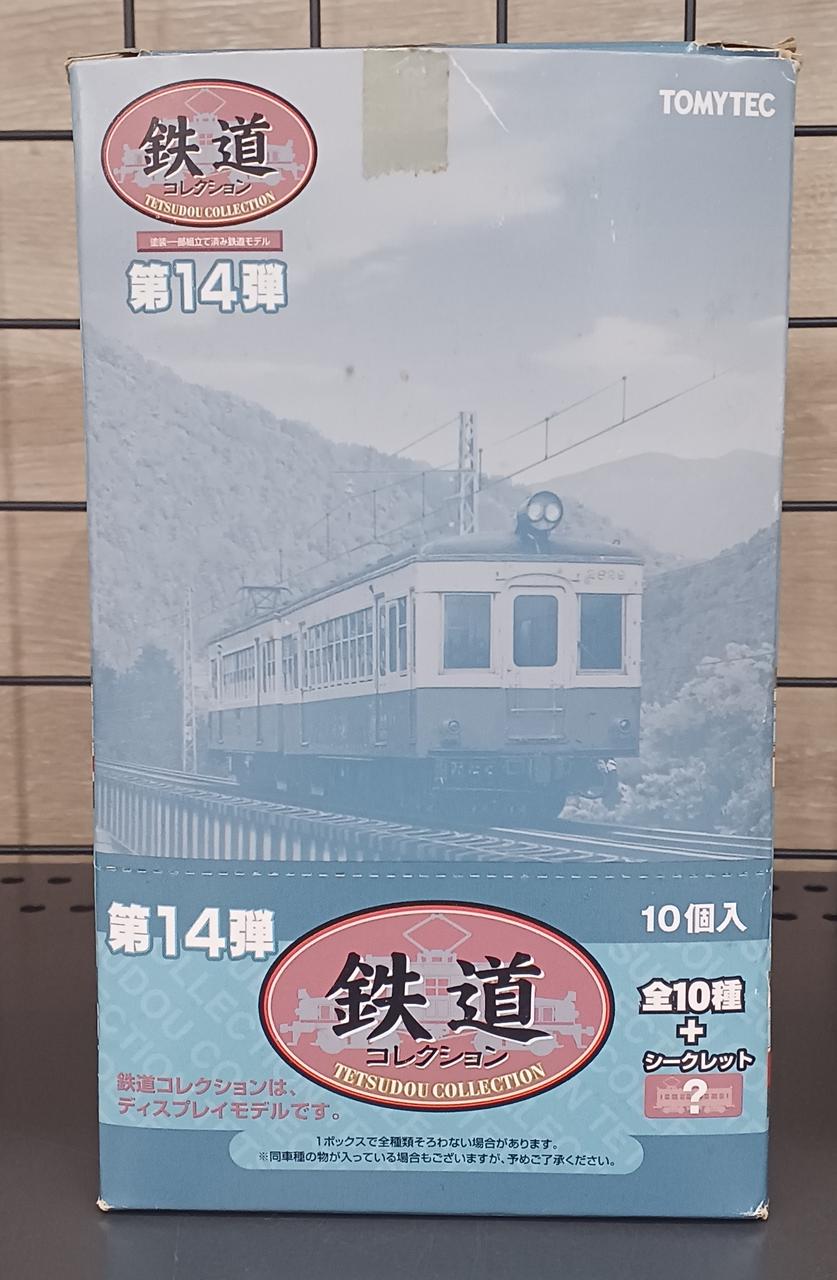 TOMYTEC
鉄道
コレクション
TETSUDOU COLLECTION
塗装一部組立て済み鉄道モデル
第14弾
第14弾
10個入
鉄道
コレクション
TETSUDOU COLLECTION
全10種
+
シークレット
?
鉄道コレクションは、
ディスプレイモデルです。
1ボックスで全種類そろわない場合があります。
※同車種の物が入っている場合もございますが、予めご了承ください。